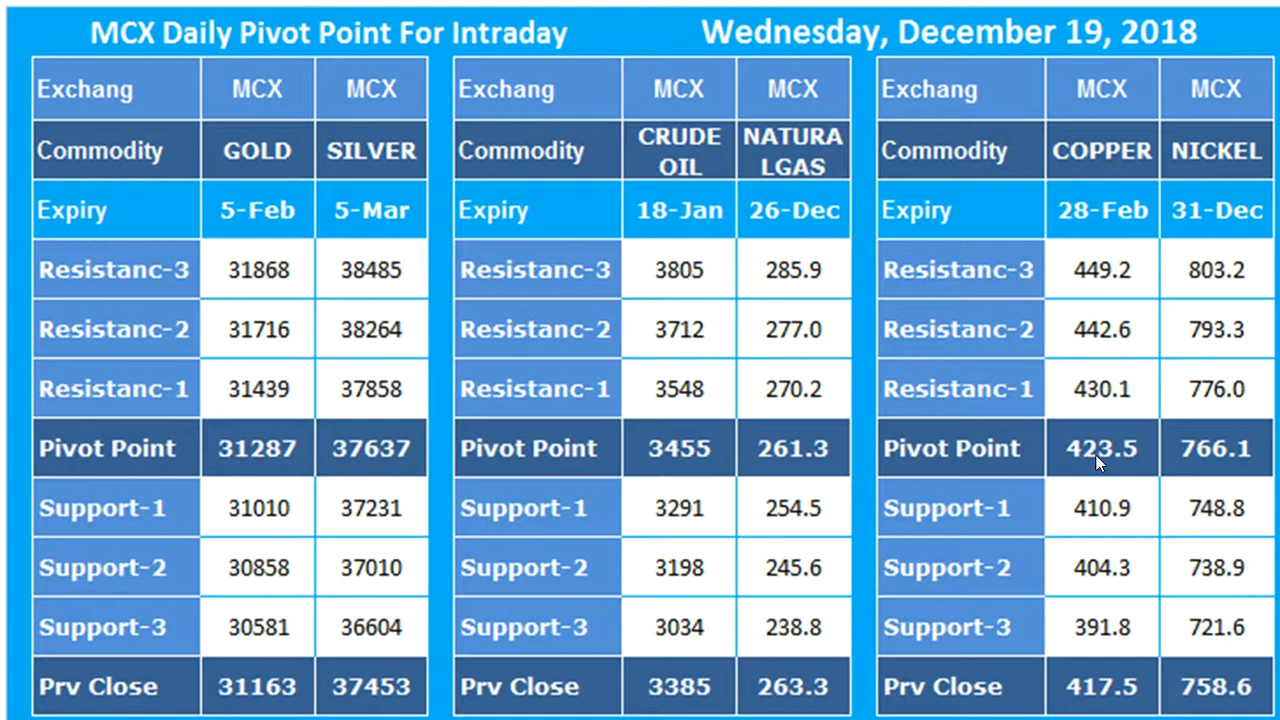 MCX Daily Pivot Point For Intraday
Wednesday, December 19, 2018
Exchang MCX MCX
Commodity GOLD SILVER
Expiry 5-Feb 5-Mar
Resistanc-3 31868 38485
Resistanc-2 31716 38264
Resistanc-1 31439 37858
Pivot Point 31287 37637
Support-1 31010 37231
Support-2 30858 37010
Support-3 30581 36604
Prv Close 31163 37453
Exchang MCX MCX
Commodity CRUDE OIL NATURALGAS
Expiry 18-Jan 26-Dec
Resistanc-3 3805 285.9
Resistanc-2 3712 277.0
Resistanc-1 3548 270.2
Pivot Point 3455 261.3
Support-1 3291 254.5
Support-2 3198 245.6
Support-3 3034 238.8
Prv Close 3385 263.3
Exchang MCX MCX
Commodity COPPER NICKEL
Expiry 28-Feb 31-Dec
Resistanc-3 449.2 803.2
Resistanc-2 442.6 793.3
Resistanc-1 430.1 776.0
Pivot Point 423.5 766.1
Support-1 410.9 748.8
Support-2 404.3 738.9
Support-3 391.8 721.6
Prv Close 417.5 758.6